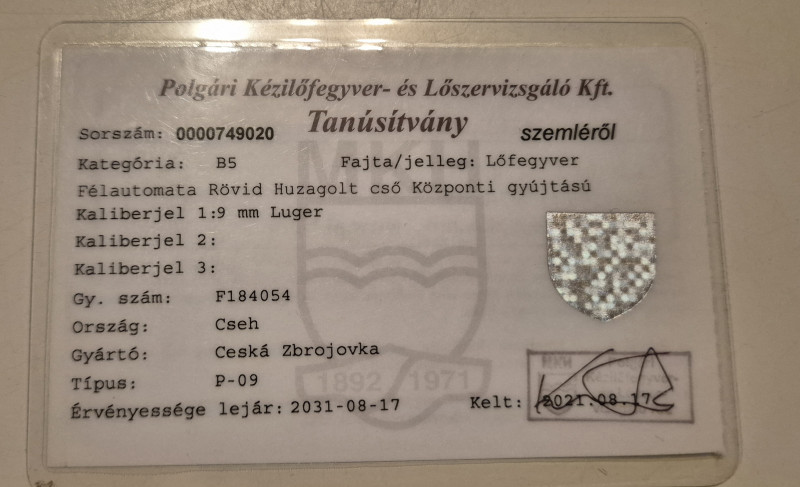 Polgári Kézilőfegyver- és Lőszervizsgáló Kft.
Tanúsítvány
Sorszám: 0000749020 szemléről
Kategória: B5 Fajta/jelleg: Lőfegyver
Félautomata Rövid Huzagolt cső Központi gyújtású
Kaliberjel 1:9 mm Luger
Kaliberjel 2:
Kaliberjel 3:
Gy. szám: F184054
Ország: Cseh
Gyártó: Ceská Zbrojovka
Típus: P-09
1892 1971
Érvényessége lejár: 2031-08-17 Kelt: 2021.08.17.
MKH